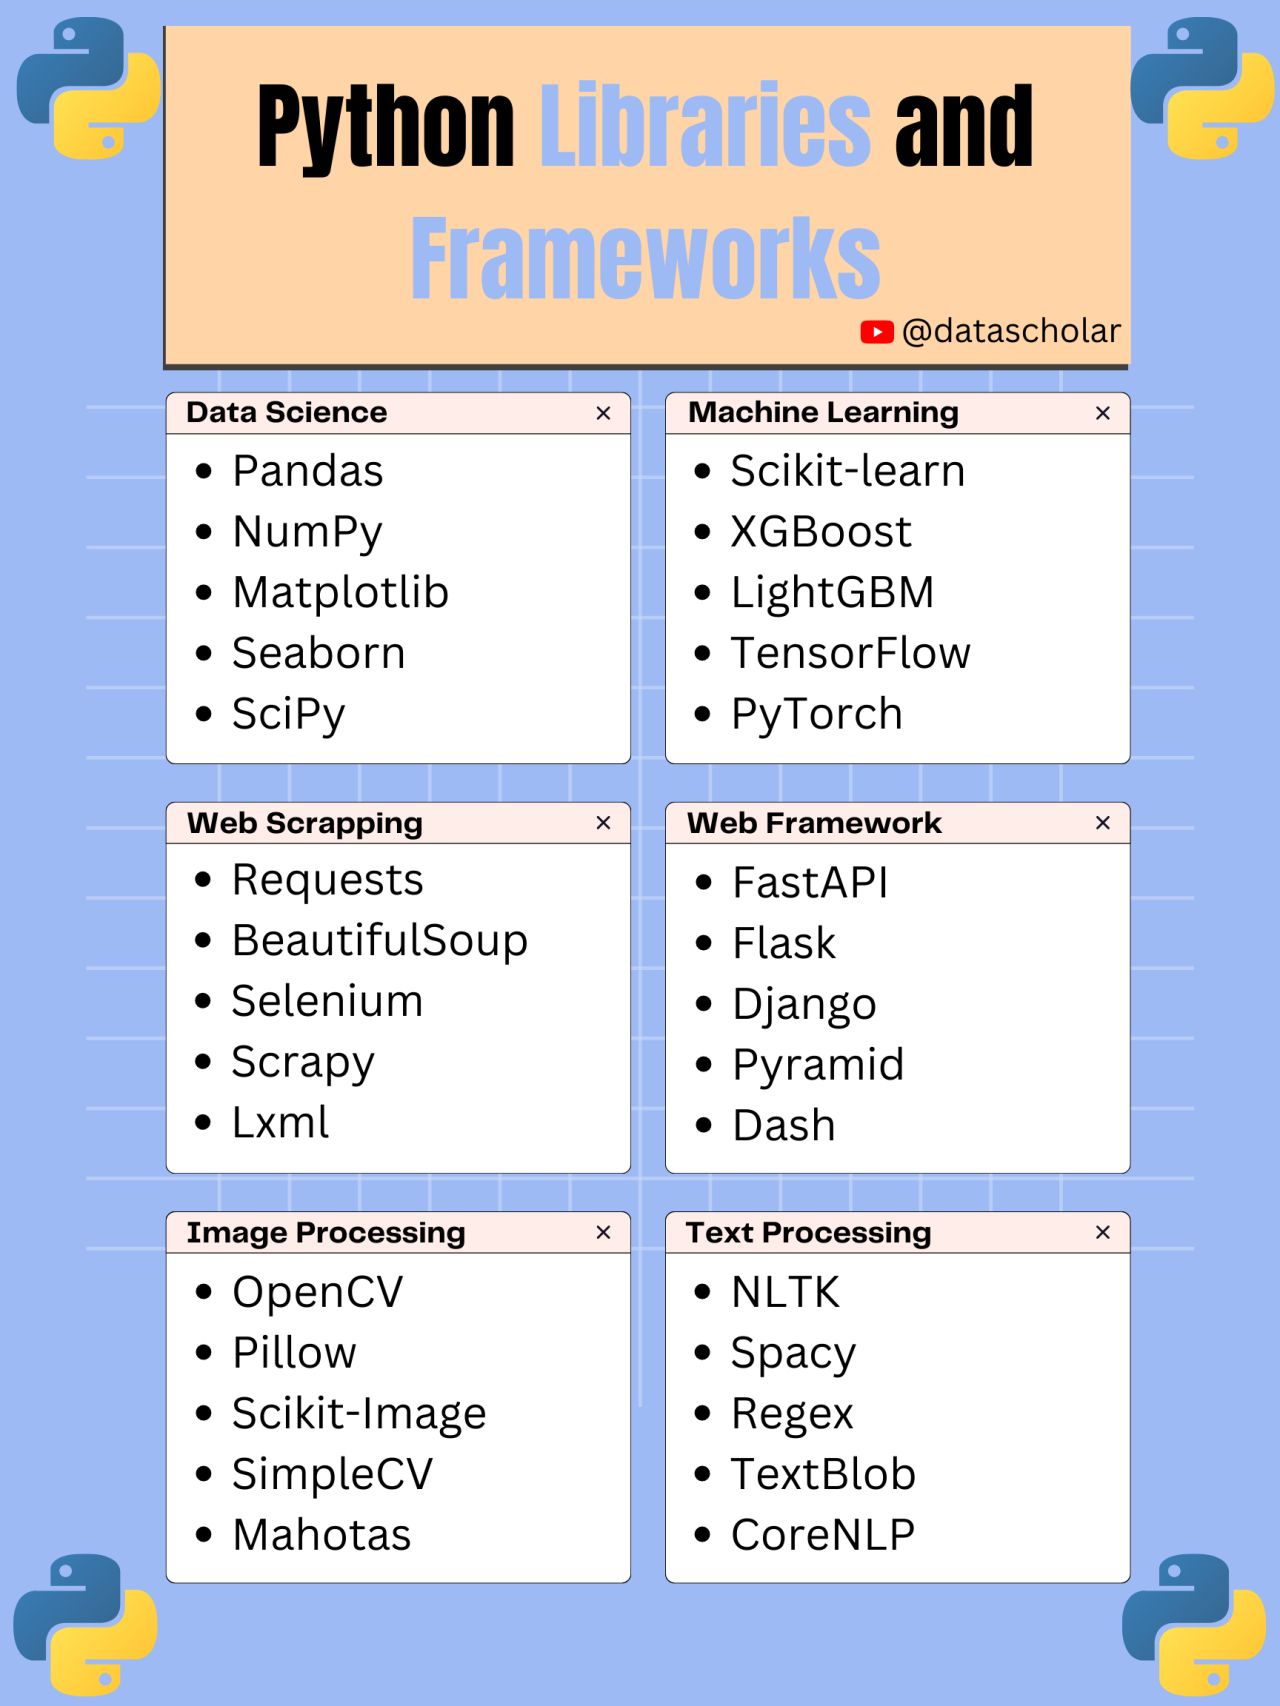 Python Libraries and
Frameworks
@datascholar
Data Science ×
• Pandas
• NumPy
• Matplotlib
• Seaborn
• SciPy
Machine Learning ×
• Scikit-learn
• XGBoost
• LightGBM
• TensorFlow
• PyTorch
Web Scrapping ×
• Requests
• BeautifulSoup
• Selenium
• Scrapy
• Lxml
Web Framework ×
• FastAPI
• Flask
• Django
• Pyramid
• Dash
Image Processing ×
• OpenCV
• Pillow
• Scikit-Image
• SimpleCV
• Mahotas
Text Processing ×
• NLTK
• Spacy
• Regex
• TextBlob
• CoreNLP